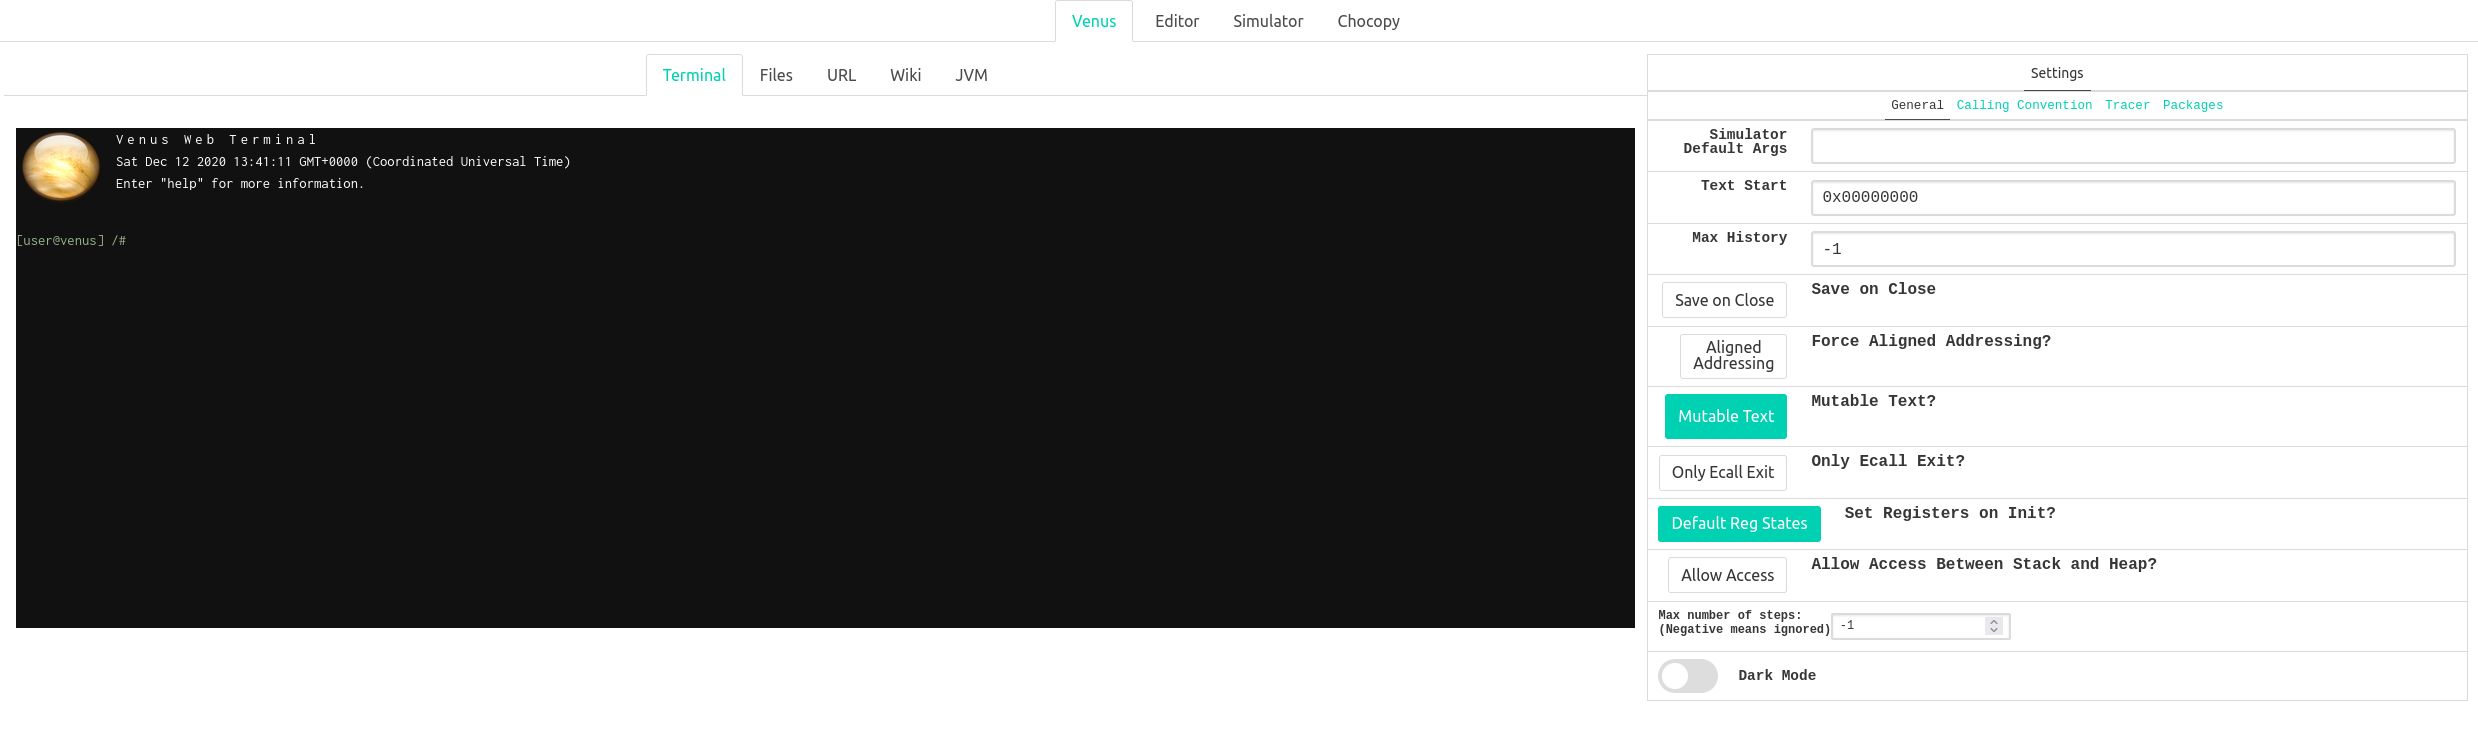 Venus Editor Simulator Chocopy
Terminal Files URL Wiki JVM
Venus Web Terminal
Sat Dec 12 2020 13:41:11 GMT+0000 (Coordinated Universal Time)
Enter "help" for more information.
[user@venus] /#
Settings
General Calling Convention Tracer Packages
Simulator
Default Args
Text Start 0x00000000
Max History -1
Save on Close Save on Close
Aligned
Addressing
Force Aligned Addressing?
Mutable Text Mutable Text?
Only Ecall Exit Only Ecall Exit?
Default Reg States Set Registers on Init?
Allow Access Allow Access Between Stack and Heap?
Max number of steps:
(Negative means ignored) -1
Dark Mode